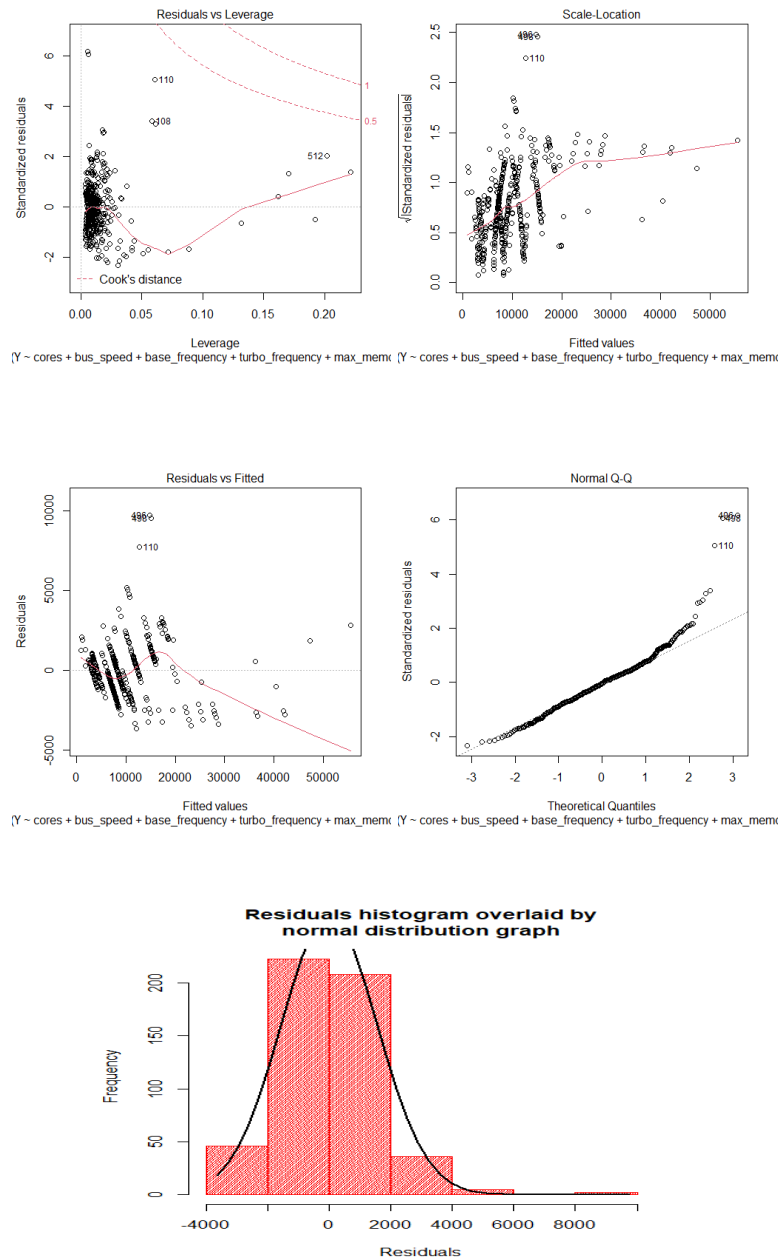 Residuals vs Leverage
Standardized residuals
6
4
2
0
-2
110
108
512
1
0.5
Cook's distance
0.00 0.05 0.10 0.15 0.20
Leverage
(Y ~ cores + bus_speed + base_frequency + turbo_frequency + max_memo
Scale-Location
√|Standardized residuals|
2.5
2.0
1.5
1.0
0.5
0.0
110
0 10000 20000 30000 40000 50000
Fitted values
(Y ~ cores + bus_speed + base_frequency + turbo_frequency + max_memo
Residuals vs Fitted
Residuals
10000
5000
0
-5000
110
0 10000 20000 30000 40000 50000
Fitted values
(Y ~ cores + bus_speed + base_frequency + turbo_frequency + max_memo
Normal Q-Q
Standardized residuals
6
4
2
0
-2
110
-3 -2 -1 0 1 2 3
Theoretical Quantiles
(Y ~ cores + bus_speed + base_frequency + turbo_frequency + max_memo
Residuals histogram overlaid by
normal distribution graph
Frequency
200
150
100
50
0
-4000 0 2000 4000 6000 8000
Residuals